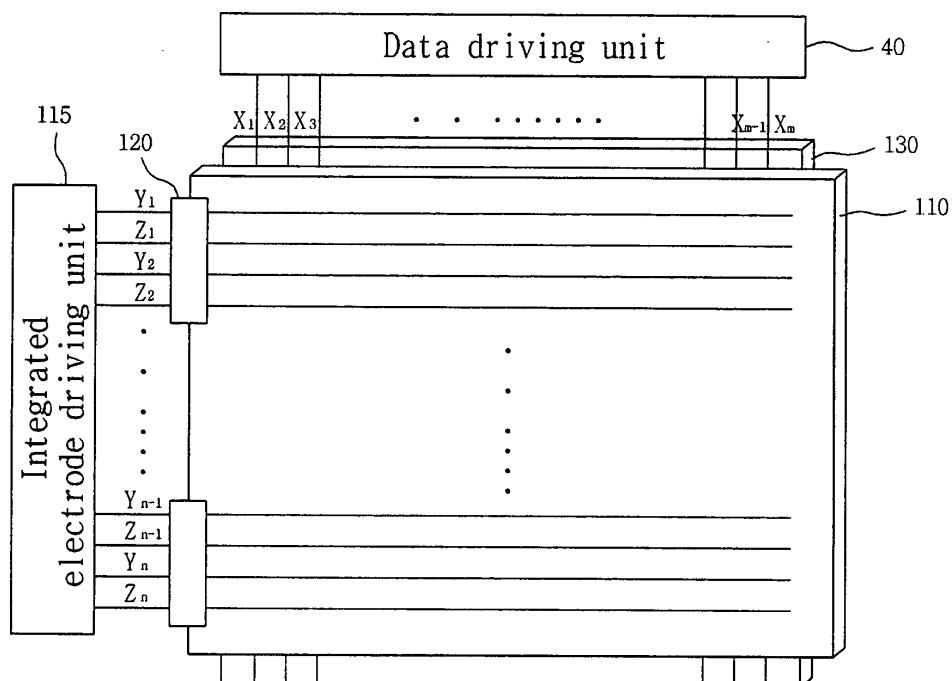 Data driving unit
40
X1 X2 X3 Xm-1 Xm
130
115
120
110
Integrated
electrode driving unit
Y1
Z1
Y2
Z2
Yn-1
Zn-1
Yn
Zn